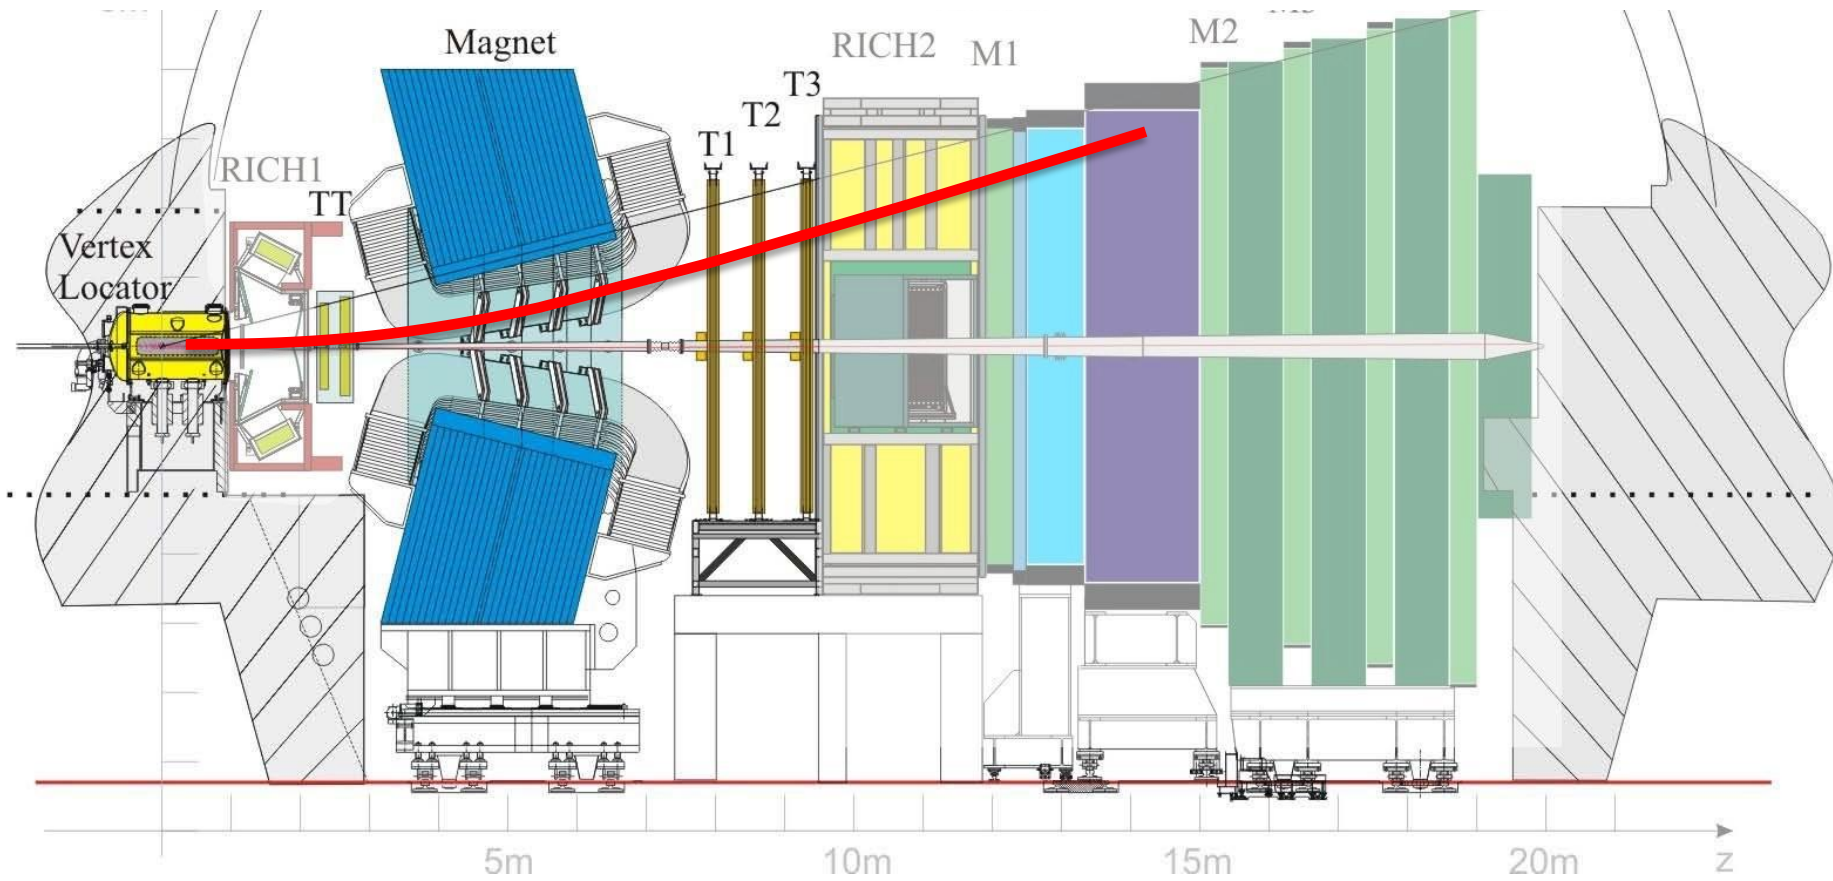 Magnet
RICH2
M1
M2
T3
T2
T1
RICH1
TT
Vertex
Locator
5m
10m
15m
20m
z